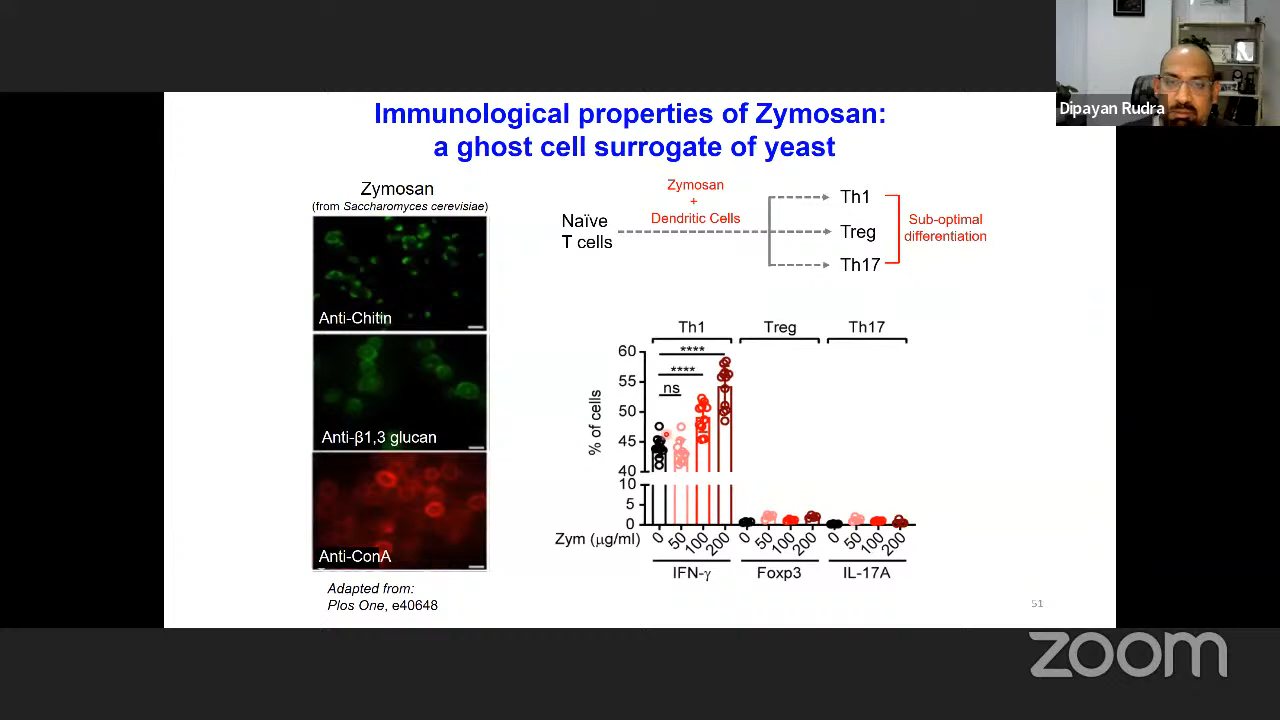 Dipayan Rudra
Immunological properties of Zymosan:
a ghost cell surrogate of yeast
Zymosan
(from Saccharomyces cerevisiae)
Anti-Chitin
Anti-β1,3 glucan
Anti-ConA
Adapted from:
Plos One, e40648
Naïve
T cells
Zymosan
+
Dendritic Cells
Th1
Treg
Th17
Sub-optimal
differentiation
Th1 Treg Th17
% of cells
60
55
50
45
40
10
5
0
****
****
ns
Zym (μg/ml) 0 50 100 200 0 50 100 200 0 50 100 200
IFN-γ Foxp3 IL-17A
51
zoom